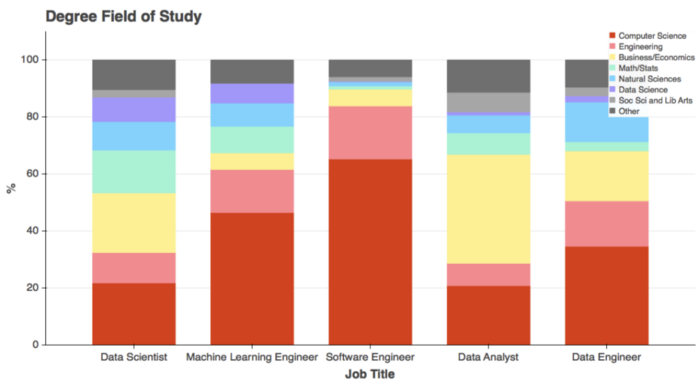 Degree Field of Study
Computer Science
Engineering
Business/Economics
Math/Stats
Natural Sciences
Data Science
Soc Sci and Lib Arts
Other
100
80
60
40
20
0
%
Data Scientist
Machine Learning Engineer
Software Engineer
Data Analyst
Data Engineer
Job Title